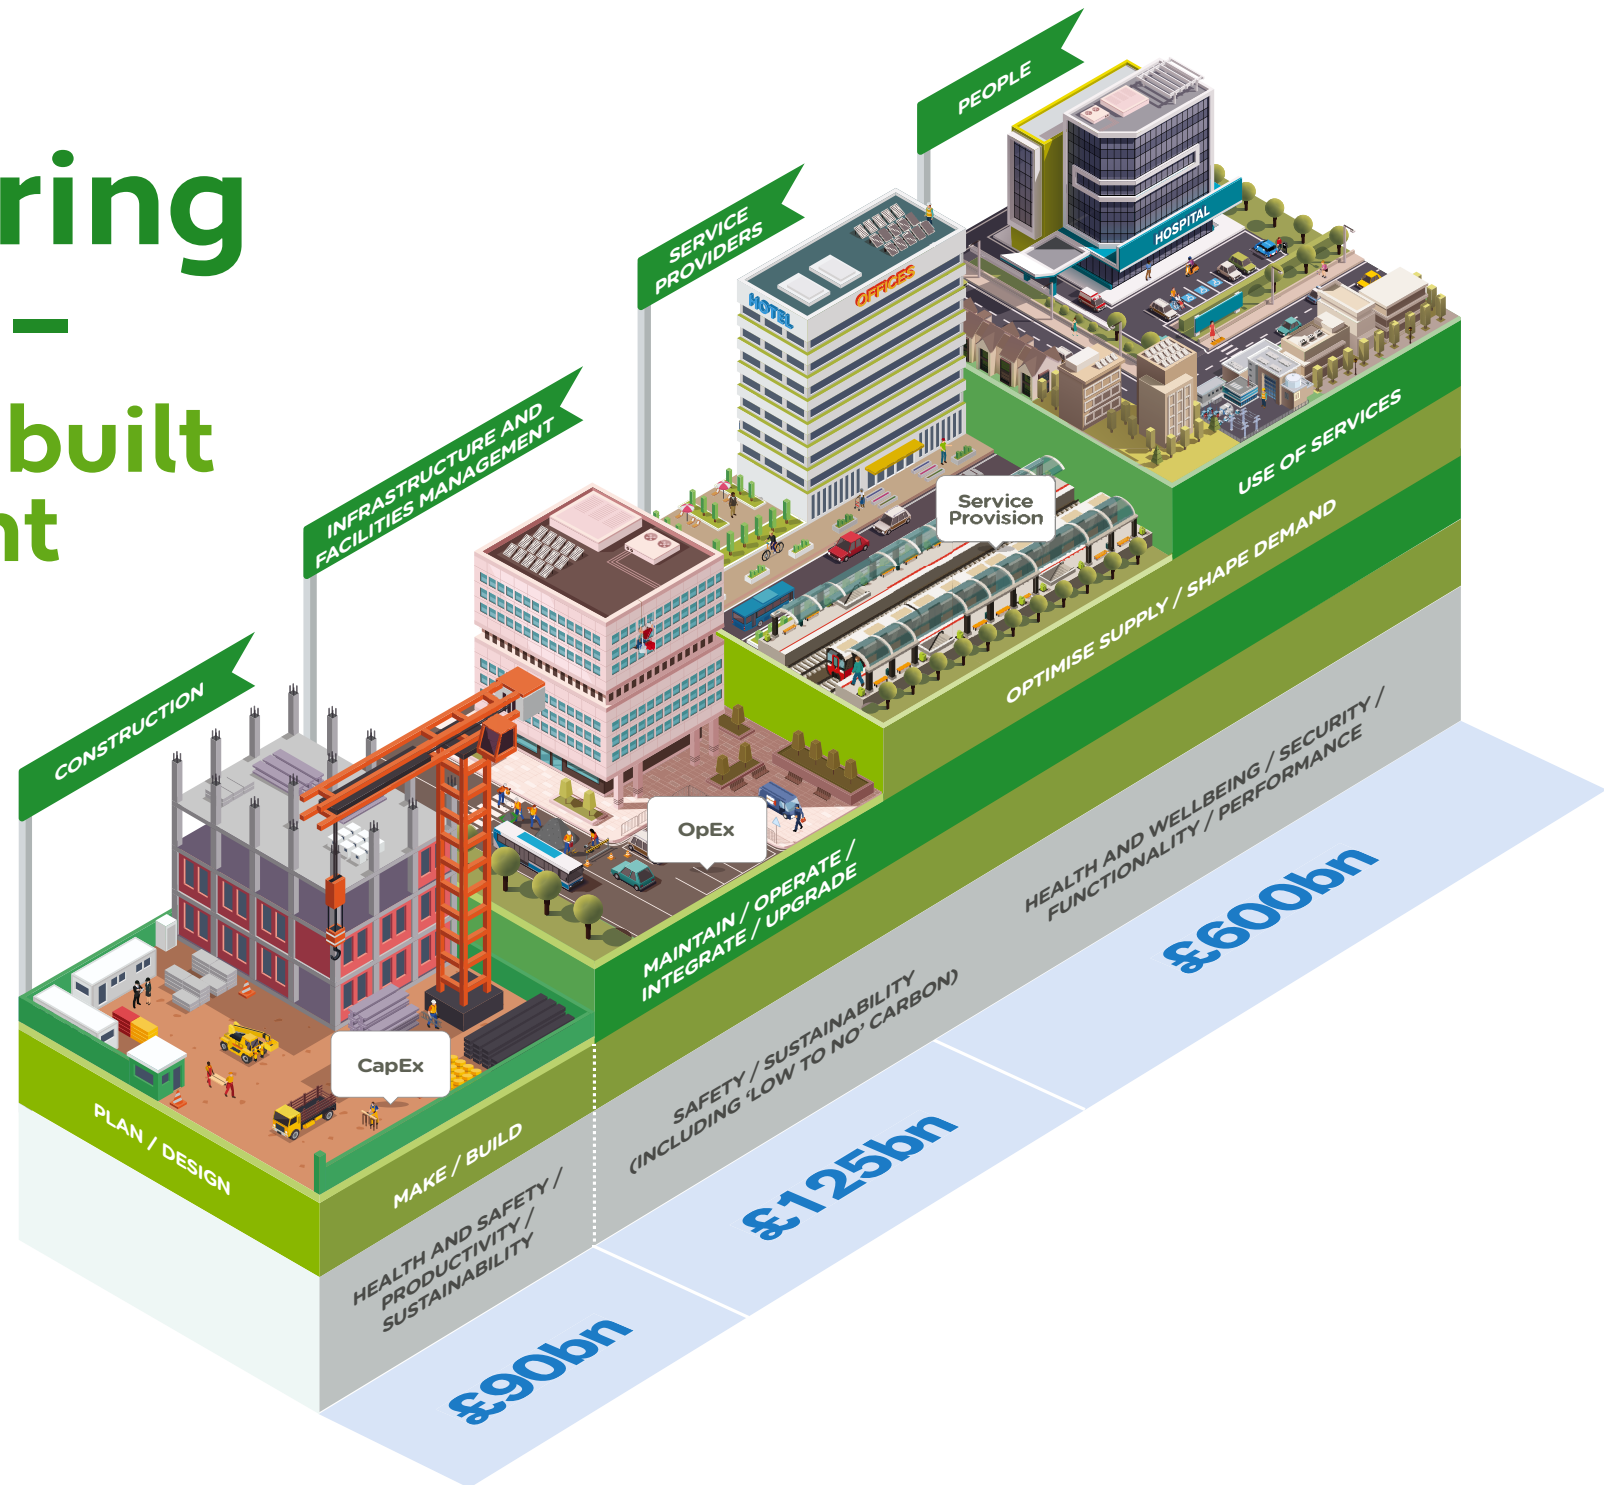 ring
–
built
nt
PEOPLE
HOSPITAL
SERVICE
PROVIDERS
HOTEL
OFFICES
USE OF SERVICES
INFRASTRUCTURE AND
FACILITIES MANAGEMENT
Service
Provision
OPTIMISE SUPPLY / SHAPE DEMAND
CONSTRUCTION
OpEx
MAINTAIN / OPERATE /
INTEGRATE / UPGRADE
HEALTH AND WELLBEING / SECURITY /
FUNCTIONALITY / PERFORMANCE
£600bn
CapEx
PLAN / DESIGN
MAKE / BUILD
SAFETY / SUSTAINABILITY
(INCLUDING ‘LOW TO NO’ CARBON)
£125bn
HEALTH AND SAFETY /
PRODUCTIVITY /
SUSTAINABILITY
£90bn